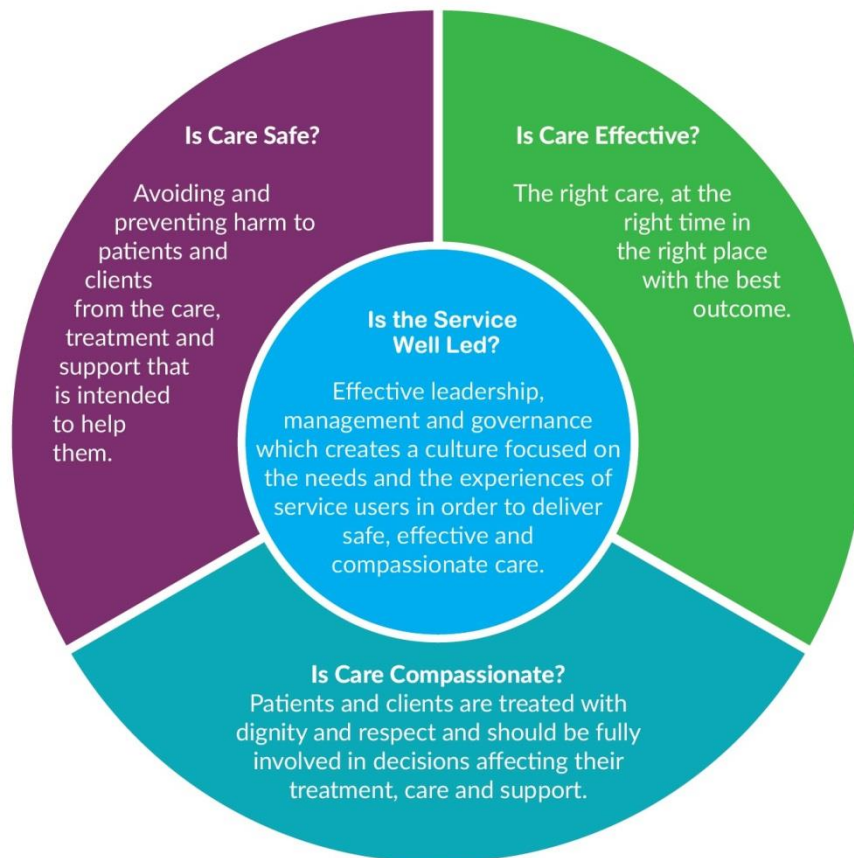 Is Care Safe?
Avoiding and
preventing harm to
patients and
clients
from the care,
treatment and
support that
is intended
to help
them.
Is Care Effective?
The right care, at the
right time in
the right place
with the best
outcome.
Is the Service
Well Led?
Effective leadership,
management and governance
which creates a culture focused on
the needs and the experiences of
service users in order to deliver
safe, effective and
compassionate care.
Is Care Compassionate?
Patients and clients are treated with
dignity and respect and should be fully
involved in decisions affecting their
treatment, care and support.